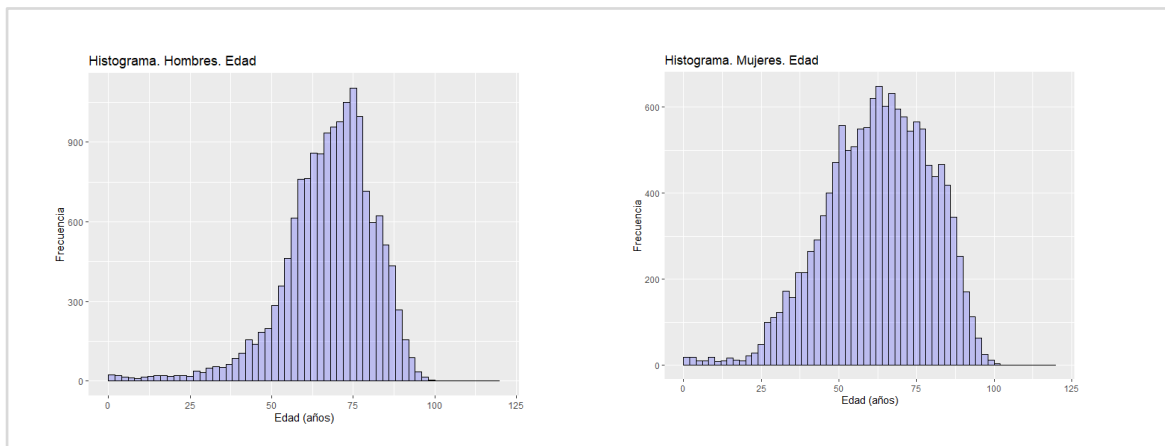 Histograma. Hombres. Edad
900
600
300
0
Frecuencia
0 25 50 75 100 125
Edad (años)
Histograma. Mujeres. Edad
600
400
200
0
Frecuencia
0 25 50 75 100 125
Edad (años)